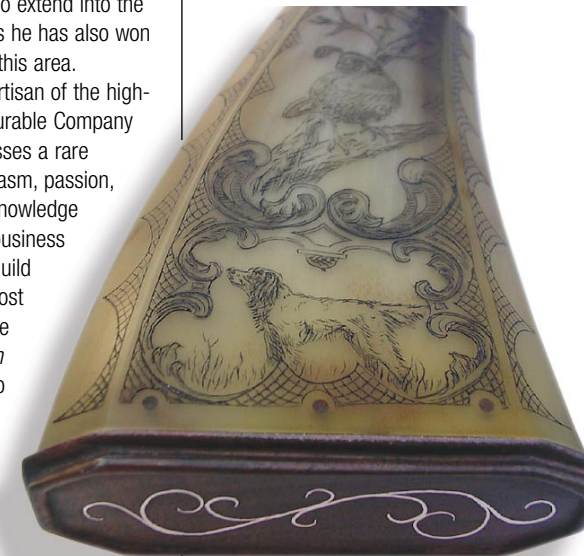 o extend into the
s he has also won
this area.
rtisan of the high-
urable Company
sses a rare
asm, passion,
nowledge
business
uild
ost
e
n
o